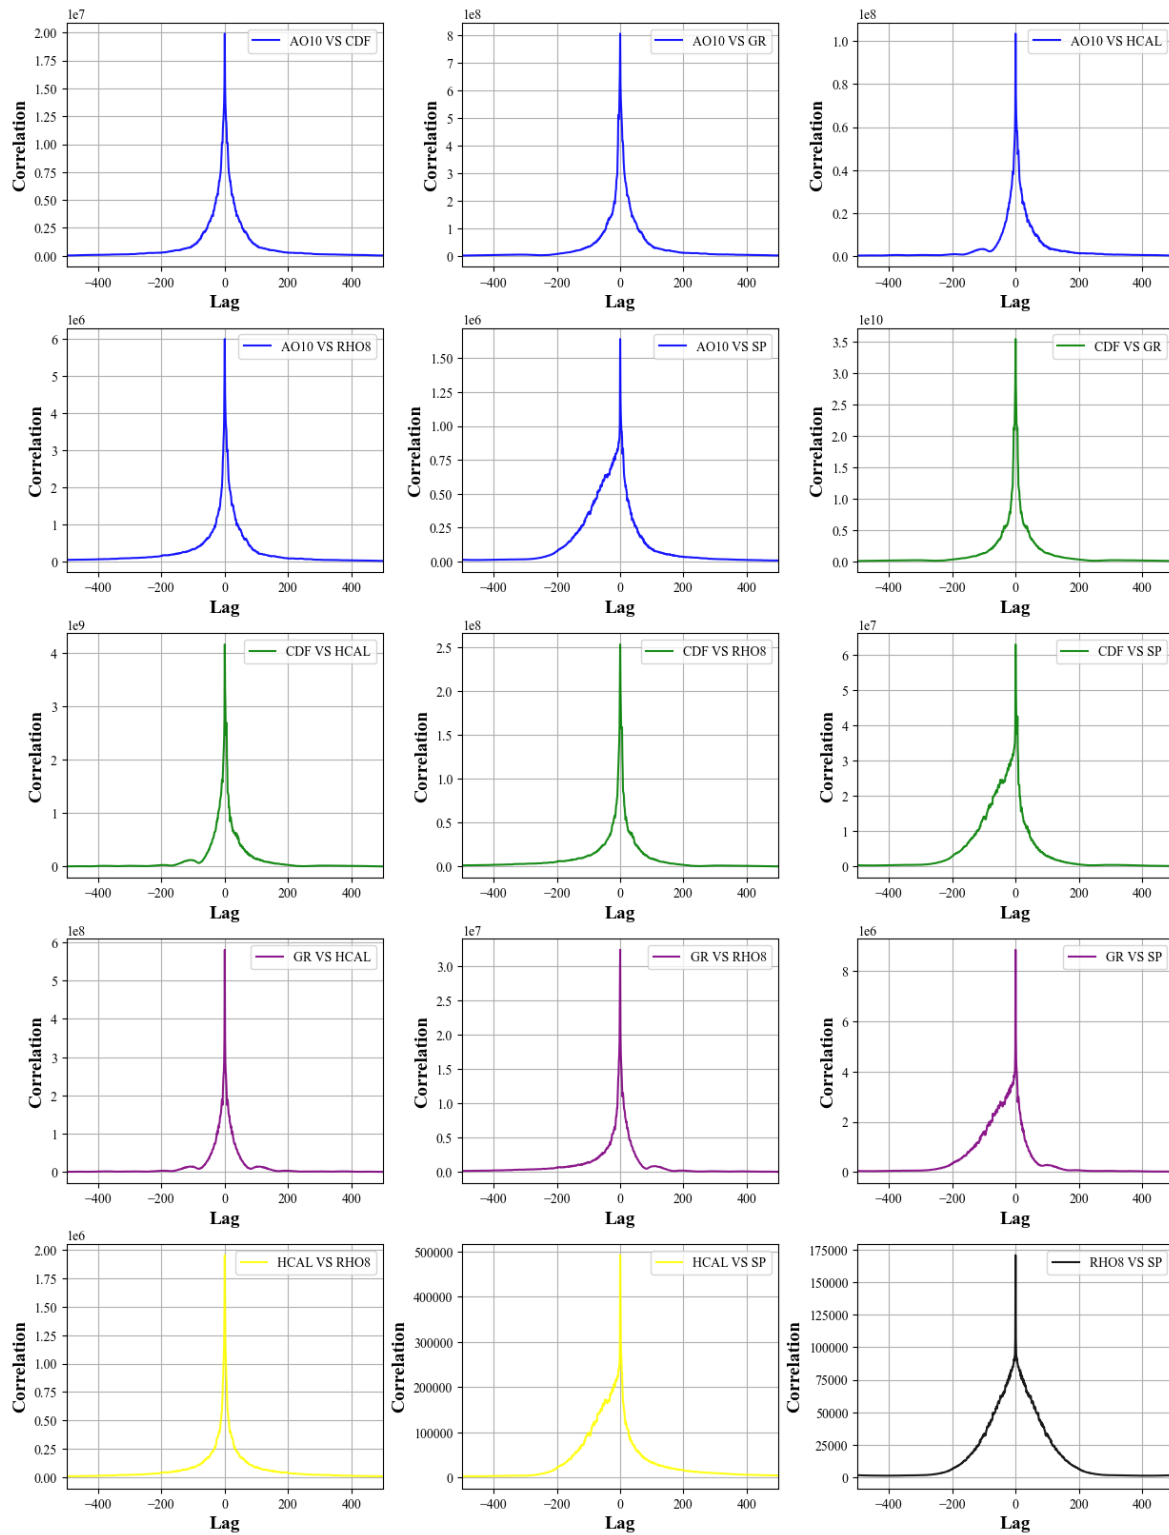 1e7
AO10 VS CDF
2.00
1.75
1.50
1.25
1.00
0.75
0.50
0.25
0.00
Correlation
−400 −200 0 200 400
Lag
1e8
AO10 VS GR
8
7
6
5
4
3
2
1
0
Correlation
−400 −200 0 200 400
Lag
1e8
AO10 VS HCAL
1.0
0.8
0.6
0.4
0.2
0.0
Correlation
−400 −200 0 200 400
Lag
1e6
AO10 VS RHO8
6
5
4
3
2
1
0
Correlation
−400 −200 0 200 400
Lag
1e6
AO10 VS SP
1.50
1.25
1.00
0.75
0.50
0.25
0.00
Correlation
−400 −200 0 200 400
Lag
1e10
CDF VS GR
3.5
3.0
2.5
2.0
1.5
1.0
0.5
0.0
Correlation
−400 −200 0 200 400
Lag
1e9
CDF VS HCAL
4
3
2
1
0
Correlation
−400 −200 0 200 400
Lag
1e8
CDF VS RHO8
2.5
2.0
1.5
1.0
0.5
0.0
Correlation
−400 −200 0 200 400
Lag
1e7
CDF VS SP
6
5
4
3
2
1
0
Correlation
−400 −200 0 200 400
Lag
1e8
GR VS HCAL
6
5
4
3
2
1
0
Correlation
−400 −200 0 200 400
Lag
1e7
GR VS RHO8
3.0
2.5
2.0
1.5
1.0
0.5
0.0
Correlation
−400 −200 0 200 400
Lag
1e6
GR VS SP
8
6
4
2
0
Correlation
−400 −200 0 200 400
Lag
1e6
HCAL VS RHO8
2.00
1.75
1.50
1.25
1.00
0.75
0.50
0.25
0.00
Correlation
−400 −200 0 200 400
Lag
HCAL VS SP
500000
400000
300000
200000
100000
0
Correlation
−400 −200 0 200 400
Lag
RHO8 VS SP
175000
150000
125000
100000
75000
50000
25000
0
Correlation
−400 −200 0 200 400
Lag